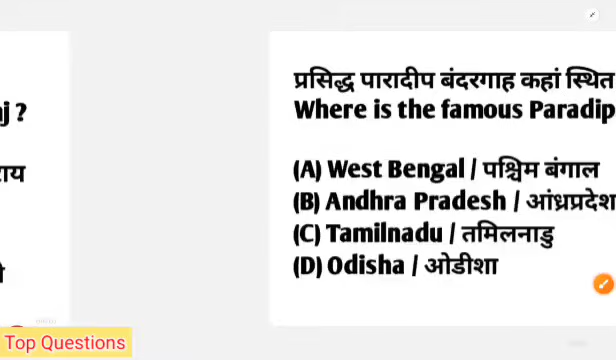 j ?
राय
प्रसिद्ध पारादीप बंदरगाह कहां स्थित
Where is the famous Paradip
(A) West Bengal / पश्चिम बंगाल
(B) Andhra Pradesh / आंध्रप्रदेश
(C) Tamilnadu / तमिलनाडु
(D) Odisha / ओडीशा
Top Questions